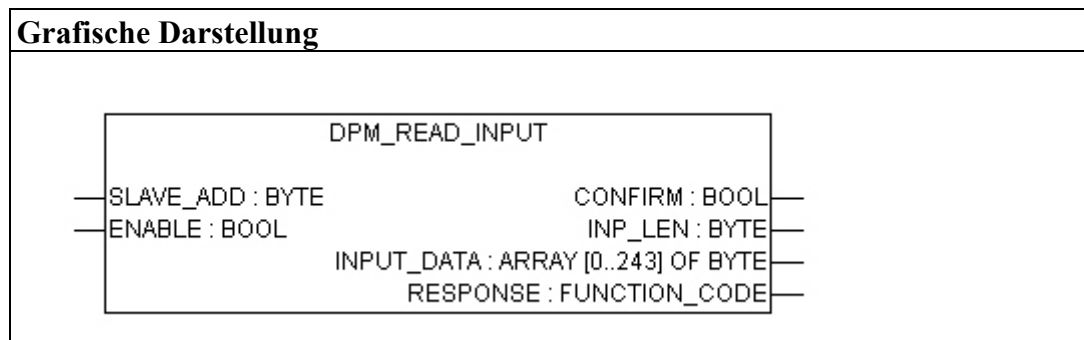 Grafische Darstellung
DPM_READ_INPUT
SLAVE_ADD : BYTE CONFIRM : BOOL
ENABLE : BOOL INP_LEN : BYTE
INPUT_DATA : ARRAY [0..243] OF BYTE
RESPONSE : FUNCTION_CODE